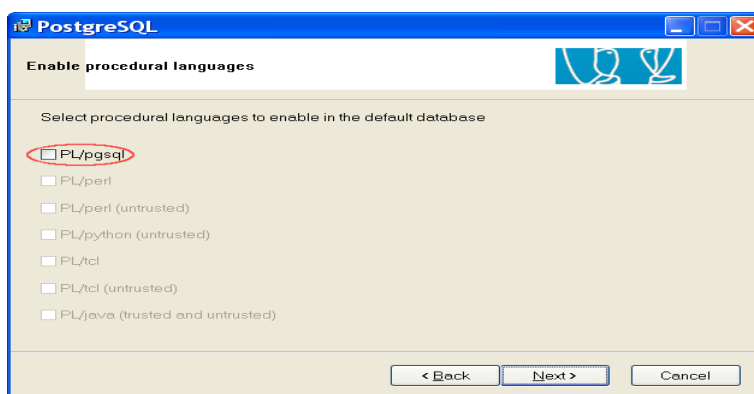 PostgreSQL
Enable procedural languages
Select procedural languages to enable in the default database
PL/pgsql
PL/perl
PL/perl (untrusted)
PL/python (untrusted)
PL/tcl
PL/tcl (untrusted)
PL/java (trusted and untrusted)
< Back Next > Cancel